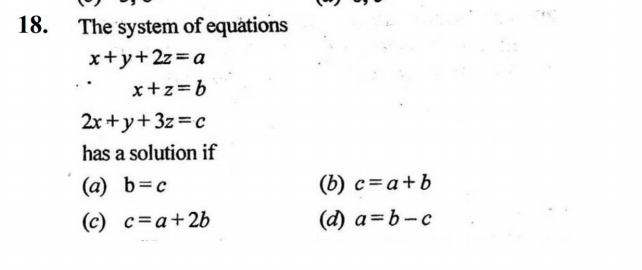 18. The system of equations
x+y+2z=a
x+z=b
2x+y+3z=c
has a solution if
(a) b=c (b) c=a+b
(c) c=a+2b (d) a=b-c